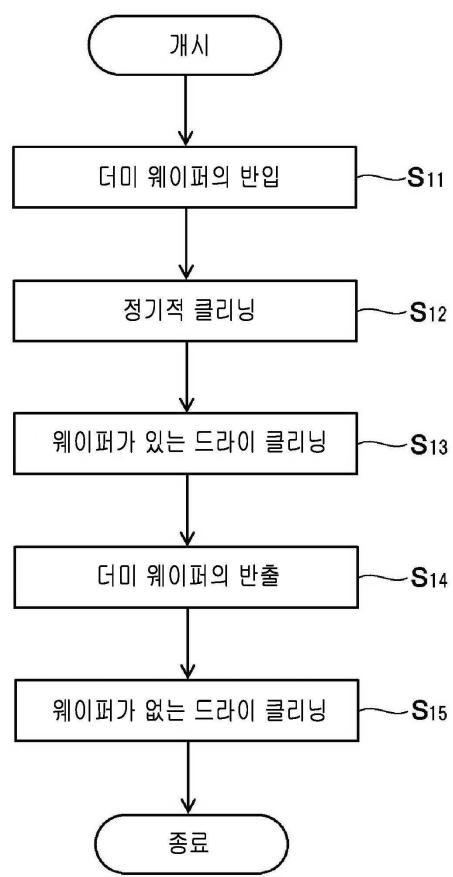 개시
더미 웨이퍼의 반입 S11
정기적 클리닝 S12
웨이퍼가 있는 드라이 클리닝 S13
더미 웨이퍼의 반출 S14
웨이퍼가 없는 드라이 클리닝 S15
종료